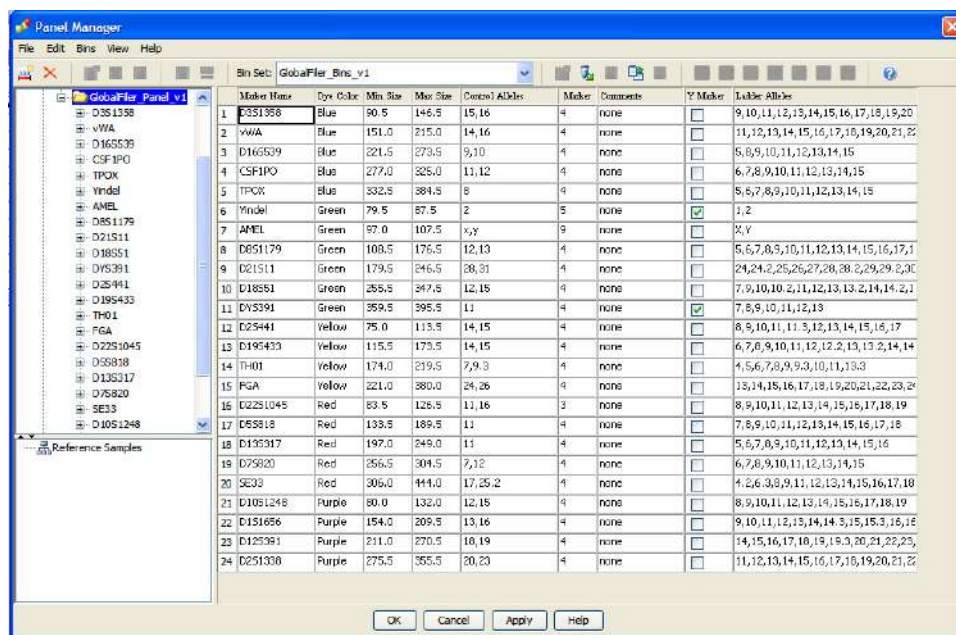 Panel Manager
File Edit Bins View Help
Bin Set: GlobalFiler_Bins_v1
GlobalFiler_Panel_v1
D3S1358
vWA
D16S539
CSF1PO
TPOX
Yindel
AMEL
D8S1179
D21S11
D18S51
DYS391
D2S441
D19S433
TH01
FGA
D22S1045
D5S818
D13S317
D7S820
SE33
D10S1248
Reference Samples
Marker Name Dye Color Min Size Max Size Control Alleles Marker Comments Y Marker Ladder Alleles
1 D3S1358 Blue 90.5 146.5 15,16 4 none 9,10,11,12,13,14,15,16,17,18,19,20
2 vWA Blue 151.0 215.0 14,16 4 none 11,12,13,14,15,16,17,18,19,20,21,22
3 D16S539 Blue 221.5 273.5 9,10 4 none 5,8,9,10,11,12,13,14,15
4 CSF1PO Blue 277.0 325.0 11,12 4 none 6,7,8,9,10,11,12,13,14,15
5 TPOX Blue 332.5 384.5 8 4 none 5,6,7,8,9,10,11,12,13,14,15
6 Yindel Green 79.5 87.5 2 5 none 1,2
7 AMEL Green 97.0 107.5 x,y 9 none X,Y
8 D8S1179 Green 108.5 176.5 12,13 4 none 5,6,7,8,9,10,11,12,13,14,15,16,17,1
9 D21S11 Green 179.5 246.5 28,31 4 none 24,24.2,25,26,27,28,28.2,29,29.2,30
10 D18S51 Green 255.5 347.5 12,15 4 none 7,9,10,10.2,11,12,13,13.2,14,14.2,1
11 DYS391 Green 359.5 395.5 11 4 none 7,8,9,10,11,12,13
12 D2S441 Yellow 75.0 113.5 14,15 4 none 8,9,10,11,11.3,12,13,14,15,16,17
13 D19S433 Yellow 115.5 173.5 14,15 4 none 6,7,8,9,10,11,12,12.2,13,13.2,14,14
14 TH01 Yellow 174.0 219.5 7,9.3 4 none 4,5,6,7,8,9,9.3,10,11,13.3
15 FGA Yellow 221.0 380.0 24,26 4 none 13,14,15,16,17,18,19,20,21,22,23,24
16 D22S1045 Red 83.5 126.5 11,16 3 none 8,9,10,11,12,13,14,15,16,17,18,19
17 D5S818 Red 133.5 189.5 11 4 none 7,8,9,10,11,12,13,14,15,16,17,18
18 D13S317 Red 197.0 249.0 11 4 none 5,6,7,8,9,10,11,12,13,14,15,16
19 D7S820 Red 256.5 304.5 7,12 4 none 6,7,8,9,10,11,12,13,14,15
20 SE33 Red 306.0 444.0 17,25.2 4 none 4.2,6.3,8,9,11,12,13,14,15,16,17,18
21 D10S1248 Purple 80.0 132.0 12,15 4 none 8,9,10,11,12,13,14,15,16,17,18,19
22 D1S1656 Purple 154.0 209.5 13,16 4 none 9,10,11,12,13,14,14.3,15,15.3,16,16
23 D12S391 Purple 211.0 270.5 18,19 4 none 14,15,16,17,18,19,19.3,20,21,22,23,
24 D2S1338 Purple 275.5 355.5 20,23 4 none 11,12,13,14,15,16,17,18,19,20,21,22
OK Cancel Apply Help